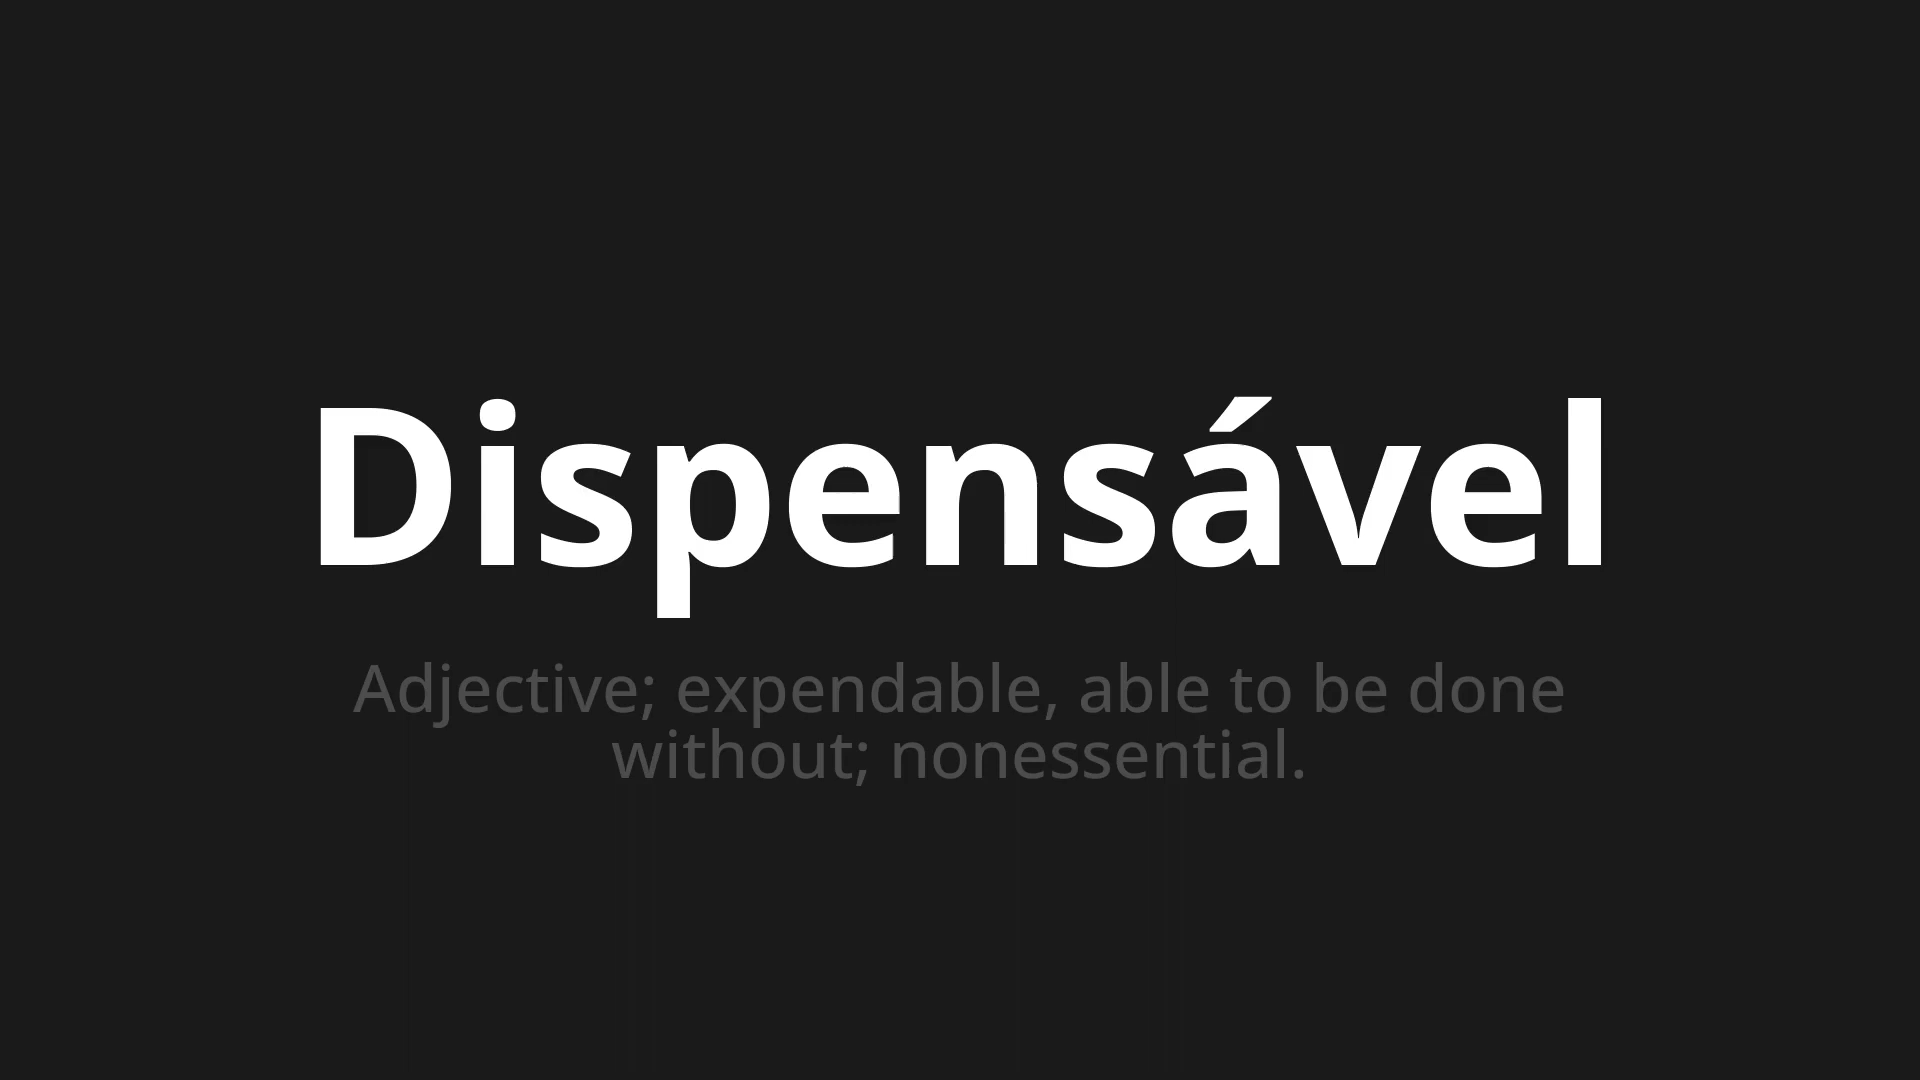 Dispensável
Adjective; expendable, able to be done
without; nonessential.